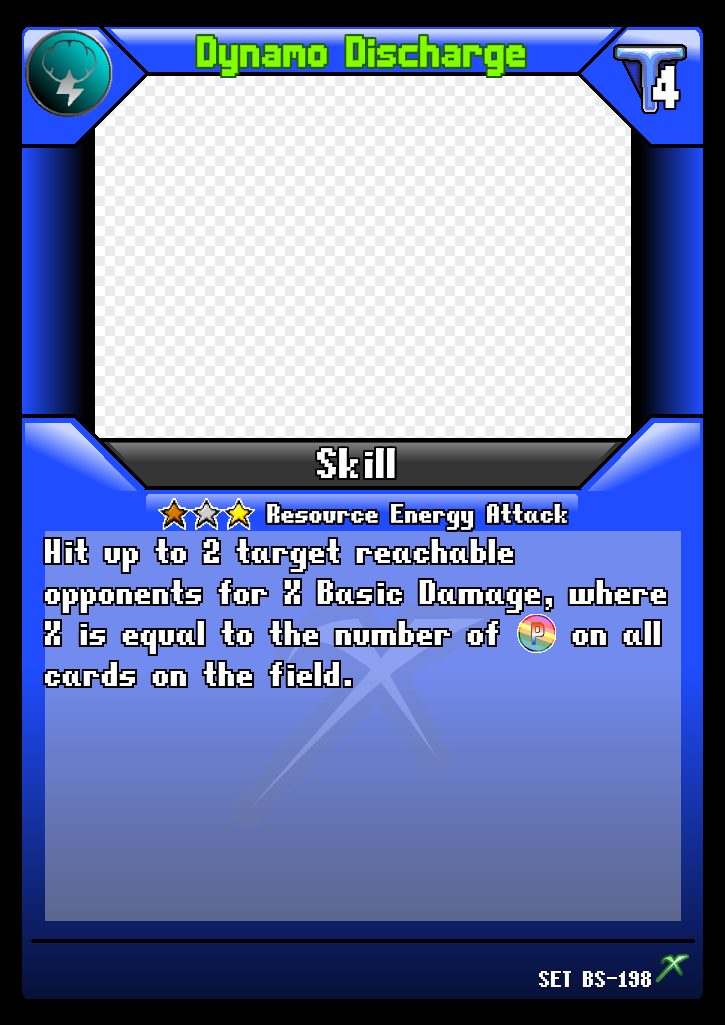 Dynamo Discharge
T4
Skill
Resource Energy Attack
Hit up to 2 target reachable
opponents for X Basic Damage, where
X is equal to the number of P on all
cards on the field.
SET BS-198